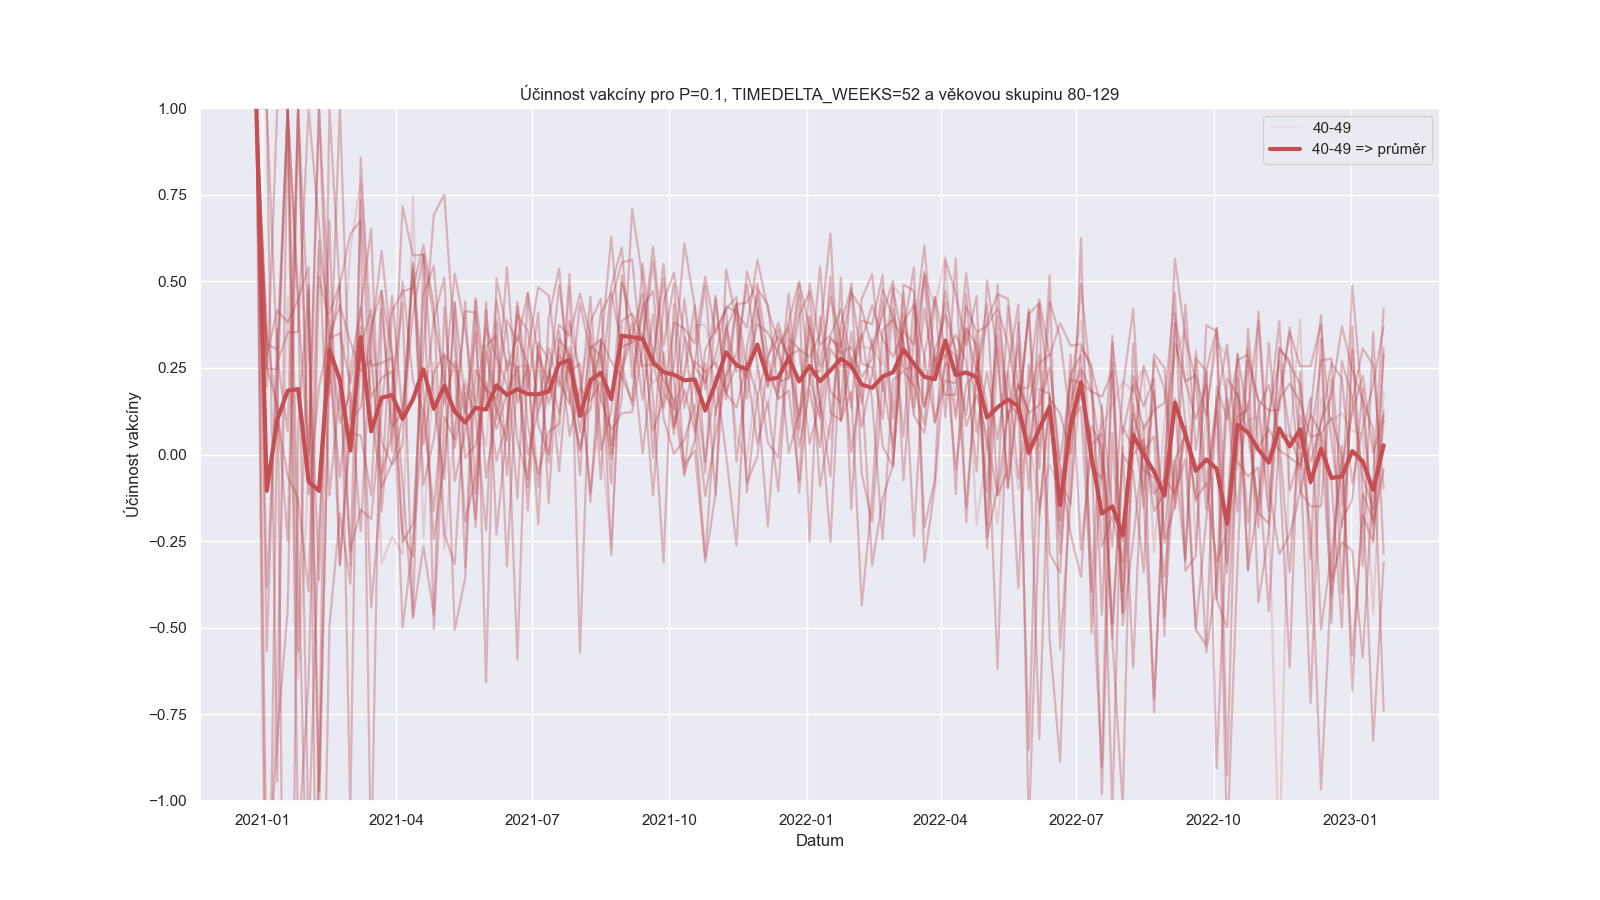 Účinnost vakcíny pro P=0.1, TIMEDELTA_WEEKS=52 a věkovou skupinu 80-129
40-49
40-49 => průměr
Účinnost vakcíny
1.00
0.75
0.50
0.25
0.00
−0.25
−0.50
−0.75
−1.00
2021-01 2021-04 2021-07 2021-10 2022-01 2022-04 2022-07 2022-10 2023-01
Datum